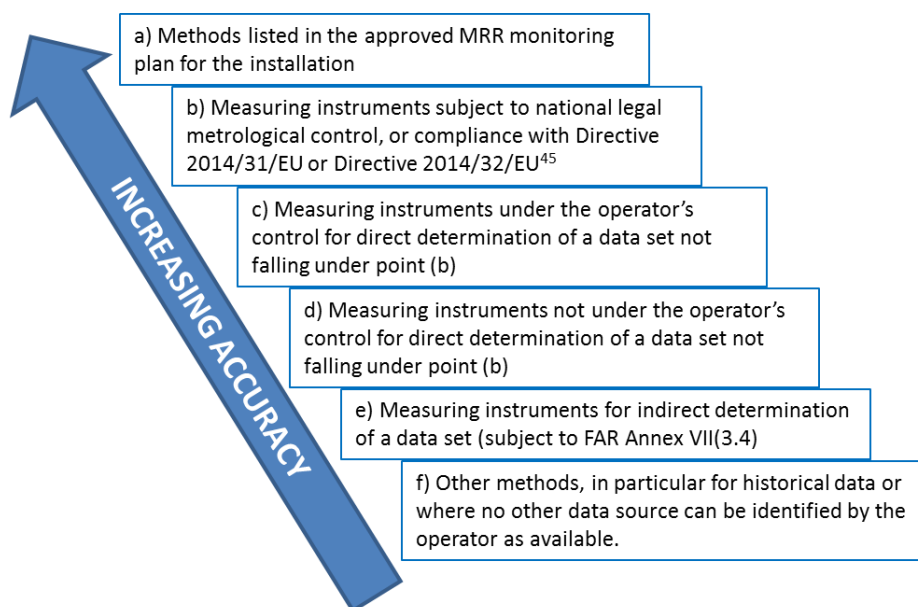 a) Methods listed in the approved MRR monitoring
plan for the installation
b) Measuring instruments subject to national legal
metrological control, or compliance with Directive
2014/31/EU or Directive 2014/32/EU45
c) Measuring instruments under the operator’s
control for direct determination of a data set not
falling under point (b)
d) Measuring instruments not under the operator’s
control for direct determination of a data set not
falling under point (b)
e) Measuring instruments for indirect determination
of a data set (subject to FAR Annex VII(3.4)
f) Other methods, in particular for historical data or
where no other data source can be identified by the
operator as available.
INCREASING ACCURACY